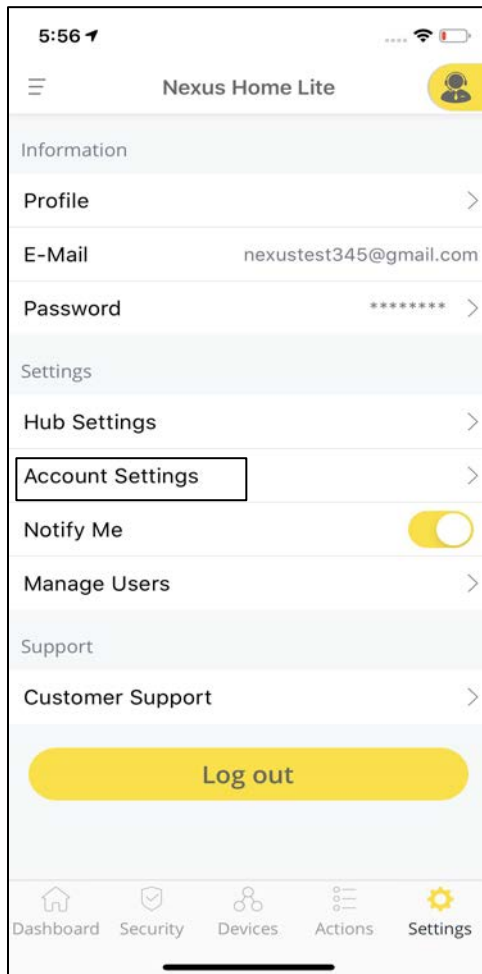 5:56
Nexus Home Lite
Information
Profile
E-Mail nexustest345@gmail.com
Password ********
Settings
Hub Settings
Account Settings
Notify Me
Manage Users
Support
Customer Support
Log out
Dashboard Security Devices Actions Settings